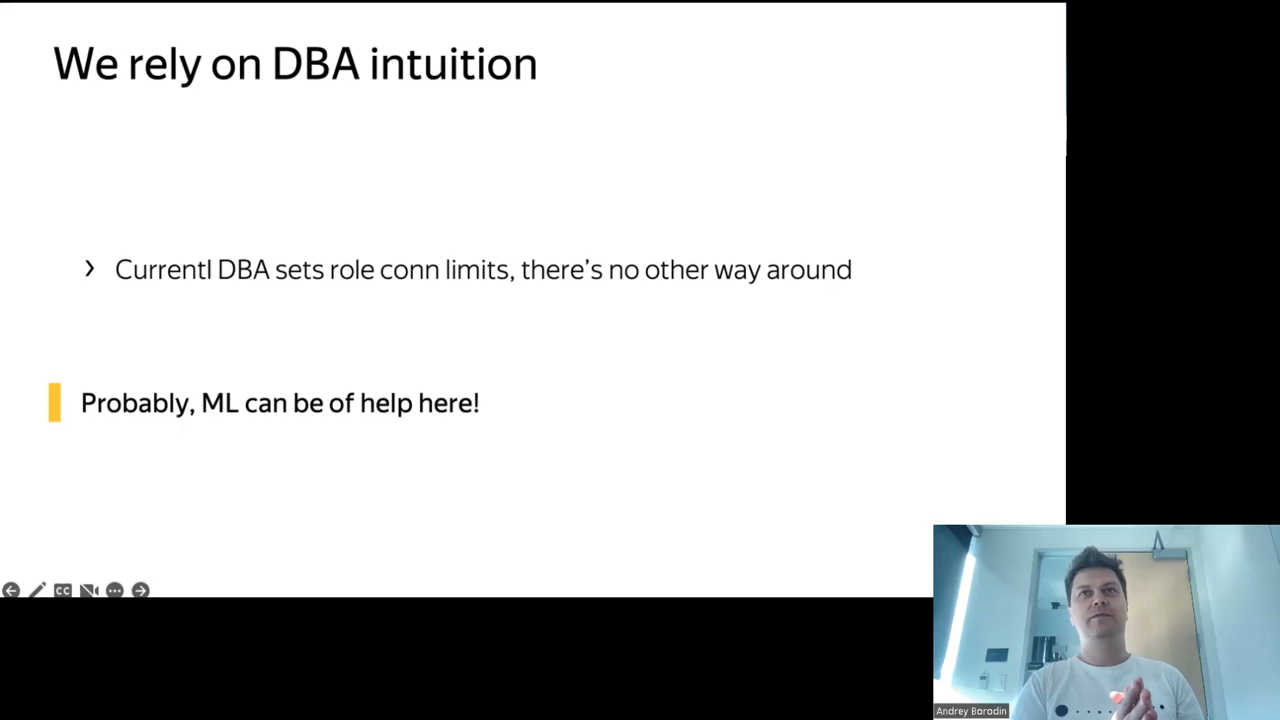 We rely on DBA intuition
Currentl DBA sets role conn limits, there's no other way around
Probably, ML can be of help here!
CC
Andrey Borodin